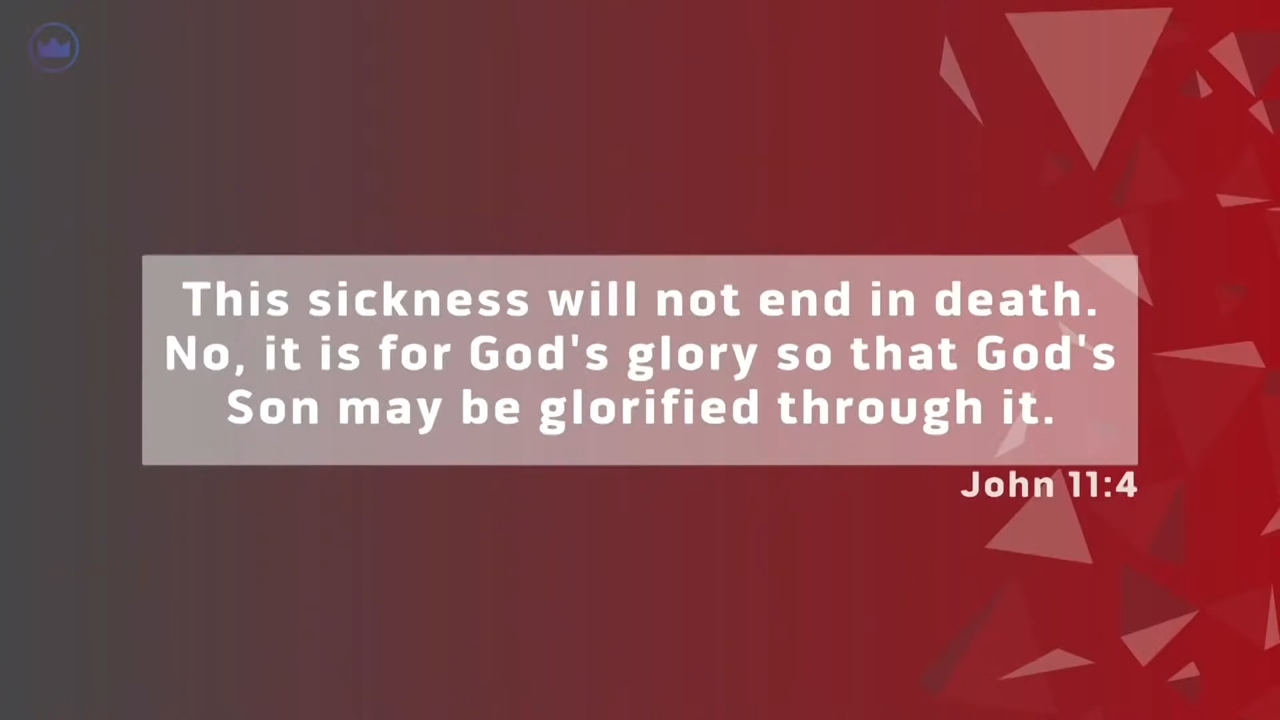 This sickness will not end in death.
No, it is for God's glory so that God's
Son may be glorified through it.
John 11:4